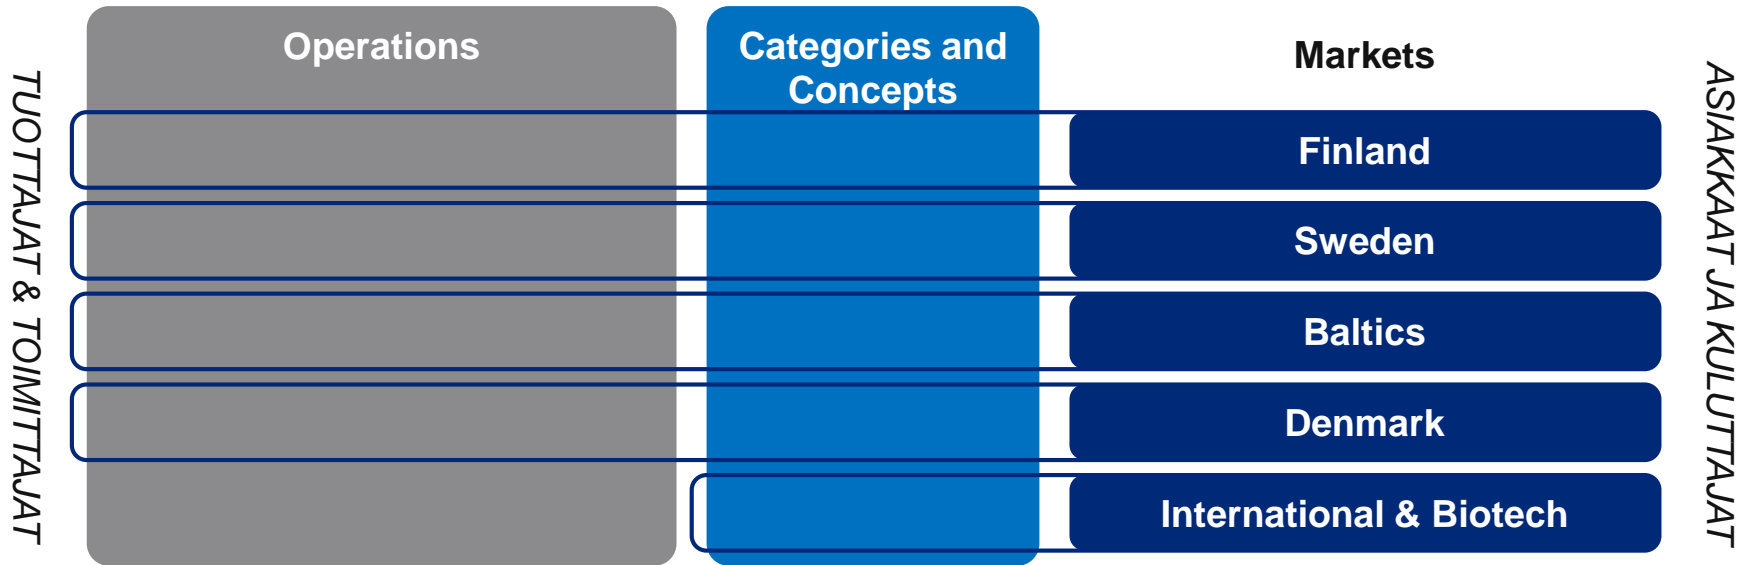 TUOTTAJAT & TOIMITTAJAT
Operations
Categories and
Concepts
Markets
Finland
Sweden
Baltics
Denmark
International & Biotech
ASIAKKAAT JA KULUTTAJAT